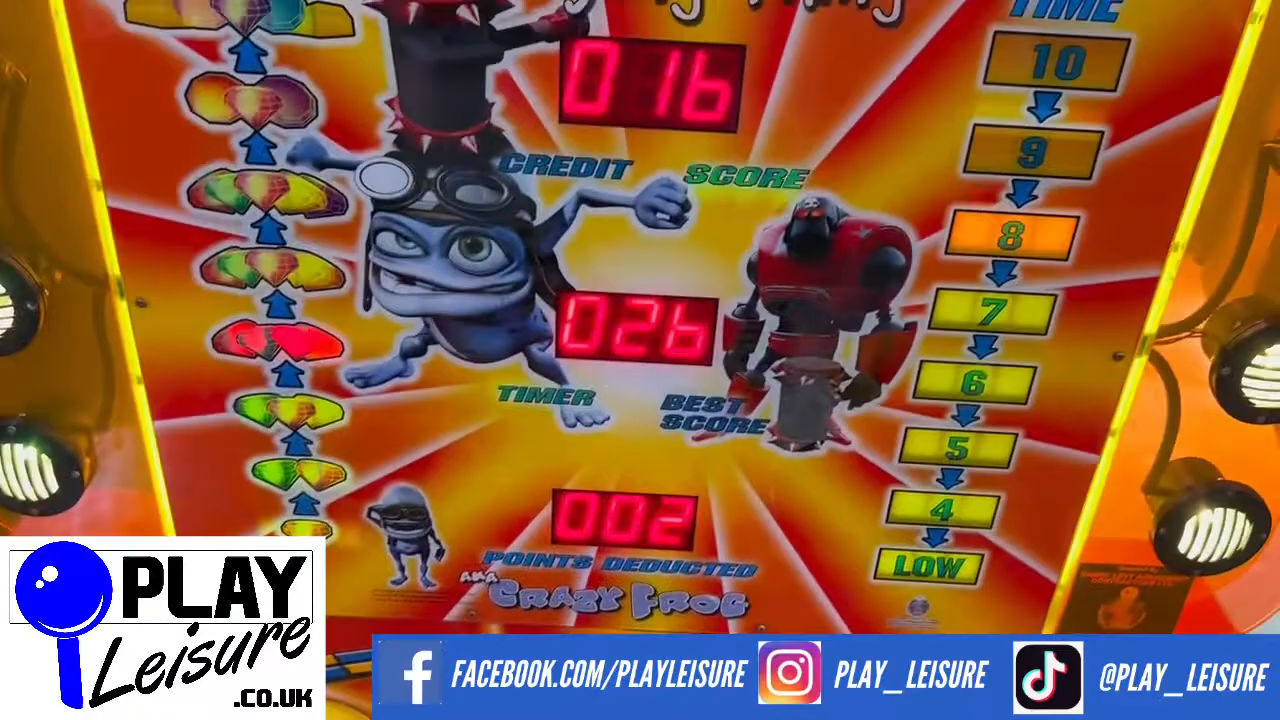 TIME
016
10
CREDIT SCORE
9
8
026
7
TIMER
BEST
SCORE
6
5
002
4
POINTS DEDUCTED
LOW
A.K.A
CRAZY FROG
PLAY
Leisure
.CO.UK
FACEBOOK.COM/PLAYLEISURE
PLAY_LEISURE
@PLAY_LEISURE